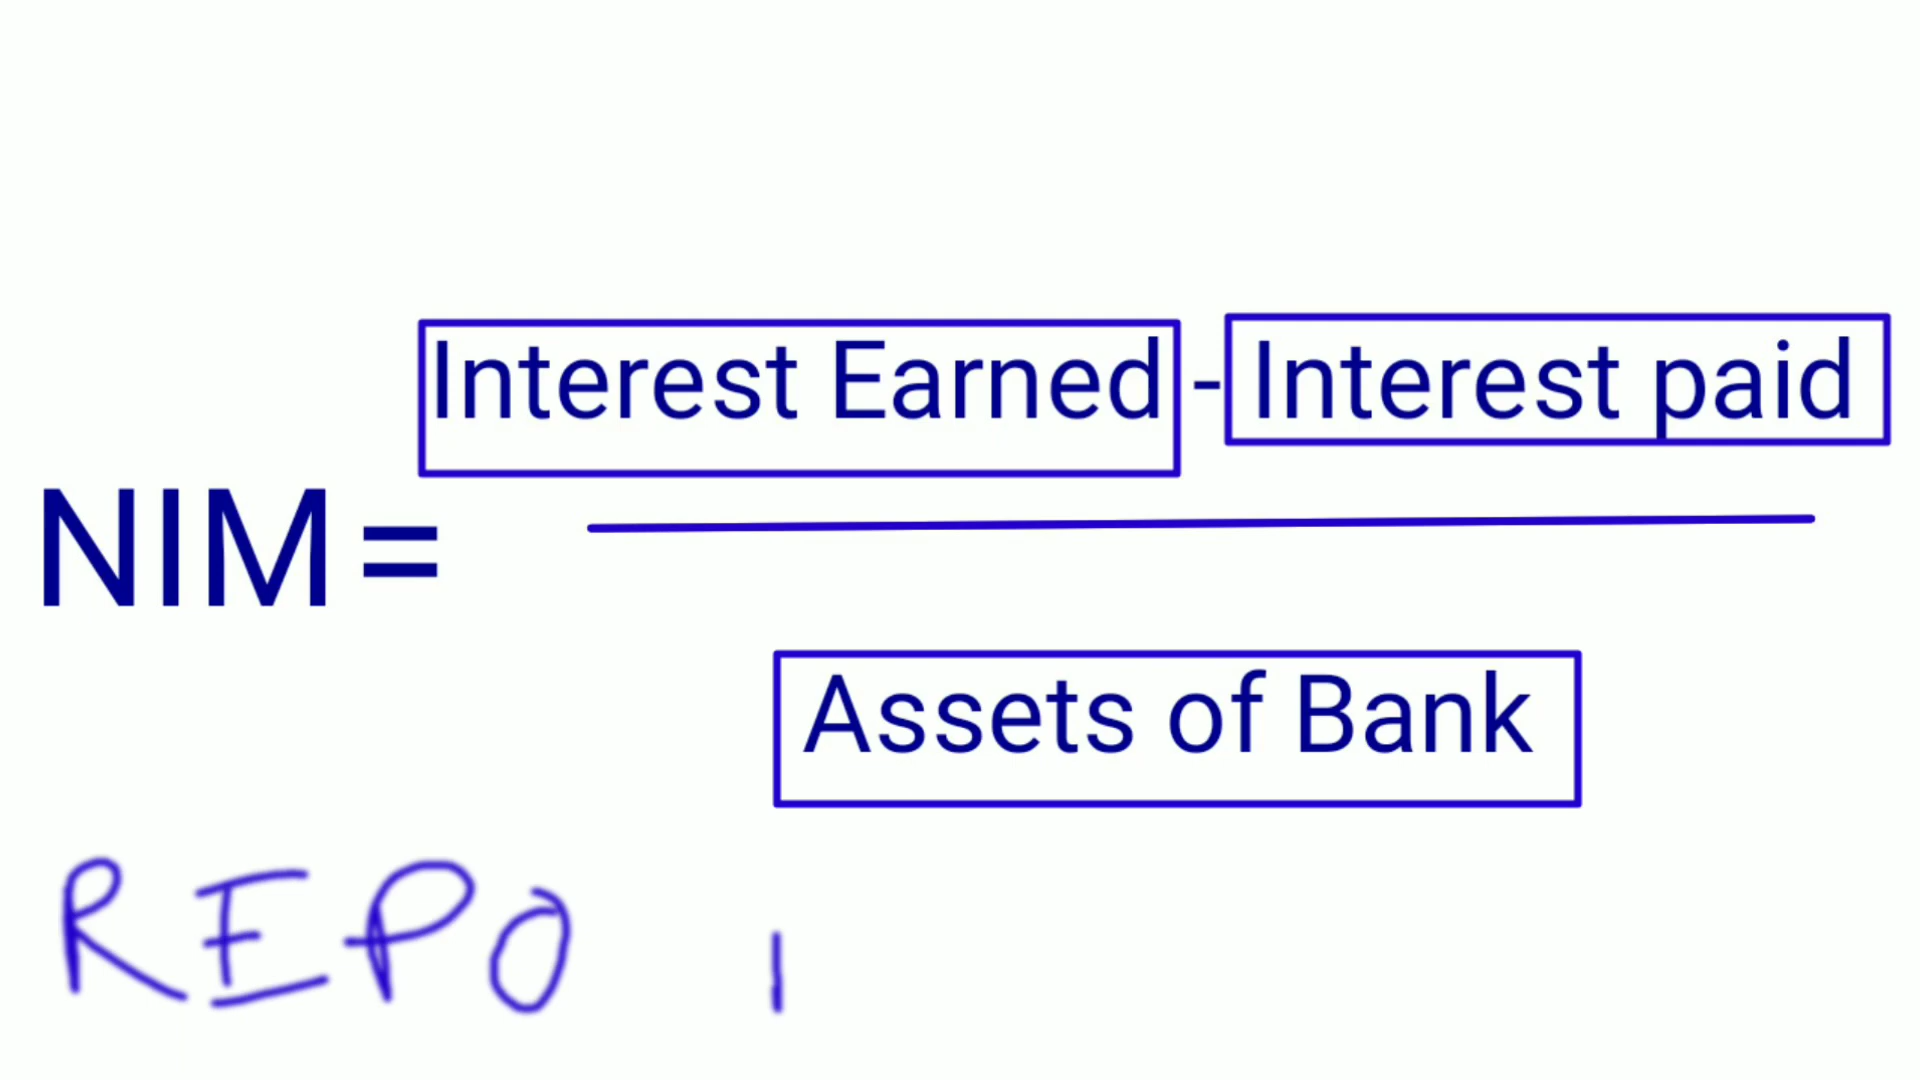 Interest Earned - Interest paid
NIM =
Assets of Bank
REPO